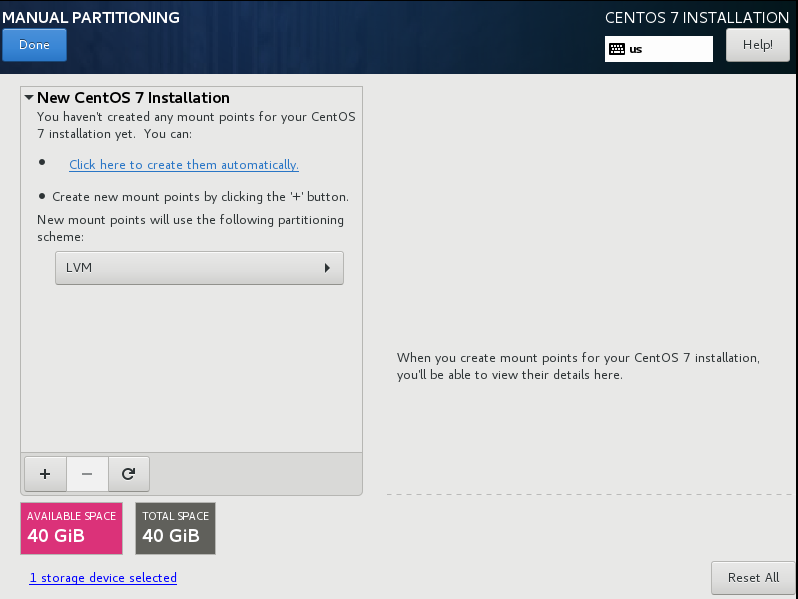 MANUAL PARTITIONING
CENTOS 7 INSTALLATION
Done
us
Help!
New CentOS 7 Installation
You haven't created any mount points for your CentOS
7 installation yet.  You can:
Click here to create them automatically.
Create new mount points by clicking the '+' button.
New mount points will use the following partitioning
scheme:
LVM
When you create mount points for your CentOS 7 installation,
you'll be able to view their details here.
+ −
AVAILABLE SPACE
40 GiB
TOTAL SPACE
40 GiB
1 storage device selected
Reset All